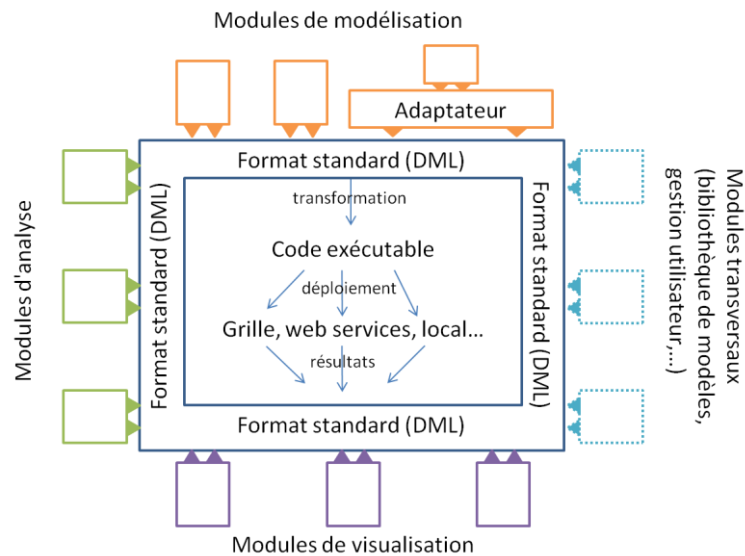 Modules de modélisation
Adaptateur
Format standard (DML)
transformation
Code exécutable
déploiement
Grille, web services, local...
résultats
Format standard (DML)
Modules d'analyse
Format standard (DML)
Format standard (DML)
Modules transversaux
(bibliothèque de modèles,
gestion utilisateur,...)
Modules de visualisation